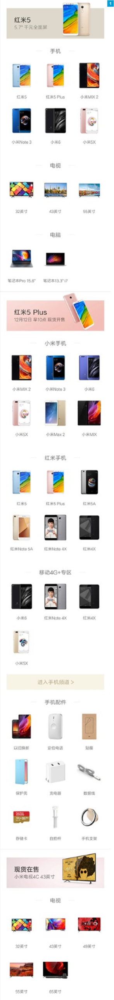 1
红米5
5.7" 千元全面屏
手机
红米5 红米5 Plus 小米MIX 2
小米Note 3 小米6 小米5X
电视
32英寸 43英寸 55英寸
电脑
笔记本Pro 15.6" 笔记本13.3" i7
红米5 Plus
12月12日 早10点 现货开售
小米手机
小米MIX 2 小米Note 3 小米6
小米5X 小米Max 2 小米MIX
红米手机
红米5 红米5 Plus 红米5A
红米Note 5A 红米Note 4X 红米4X
移动4G+专区
小米6 红米Note 4X 红米4X
小米5X
进入手机频道 >
手机配件
以旧换新 定位电话 贴膜
保护壳 充电器 数据线
存储卡 自拍杆 手机支架
现货在售
小米电视4C 43英寸
电视
32英寸 43英寸 49英寸
55英寸 65英寸